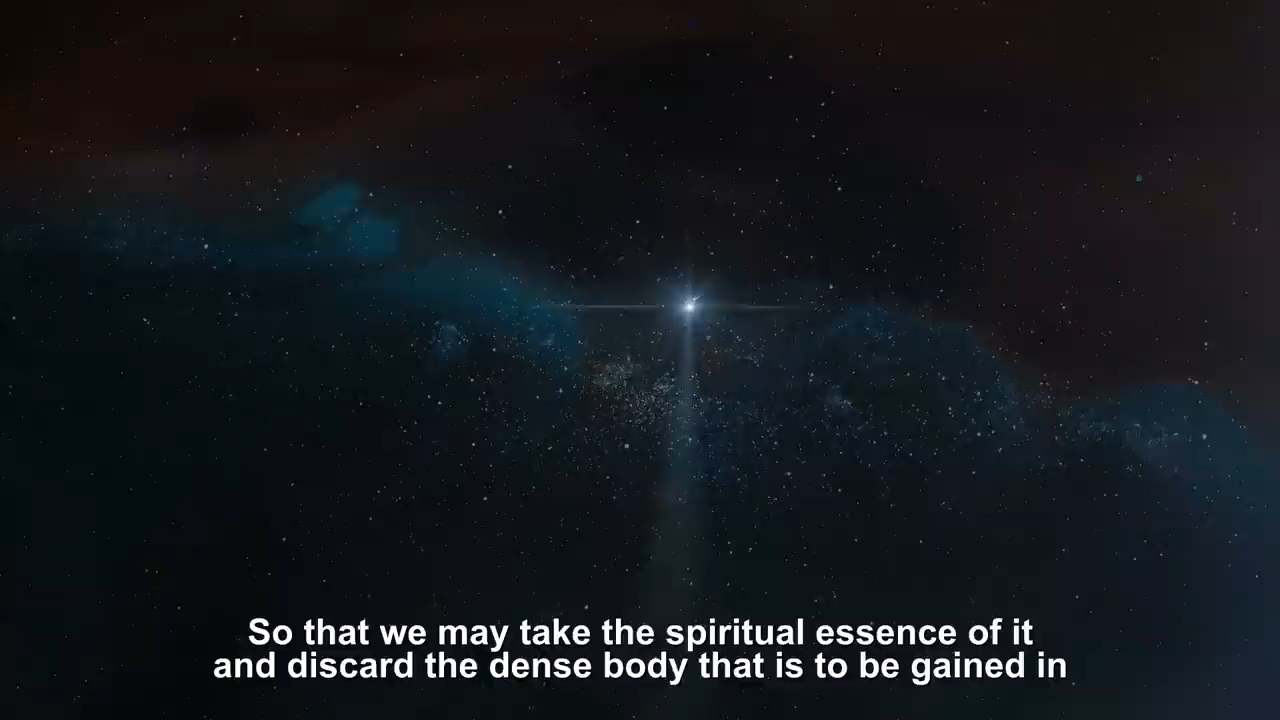 So that we may take the spiritual essence of it
and discard the dense body that is to be gained in